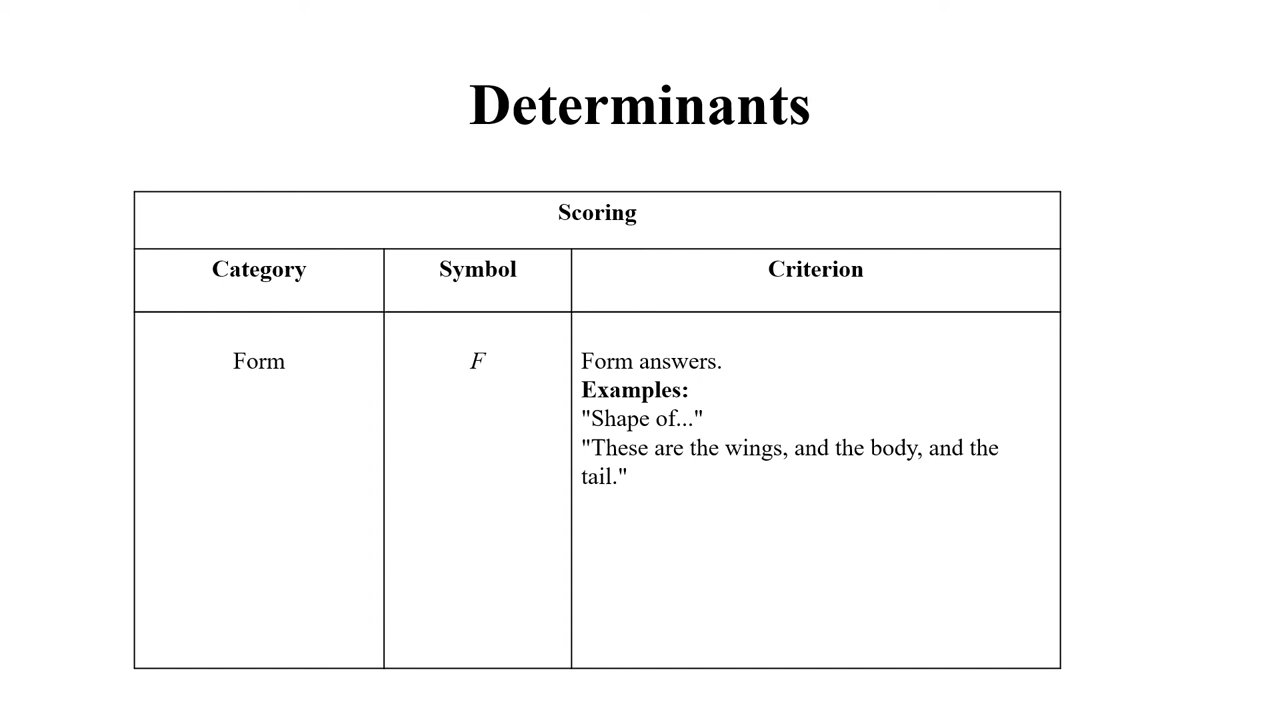 Determinants
Scoring
Category
Symbol
Criterion
Form
F
Form answers.
Examples:
"Shape of..."
"These are the wings, and the body, and the
tail."